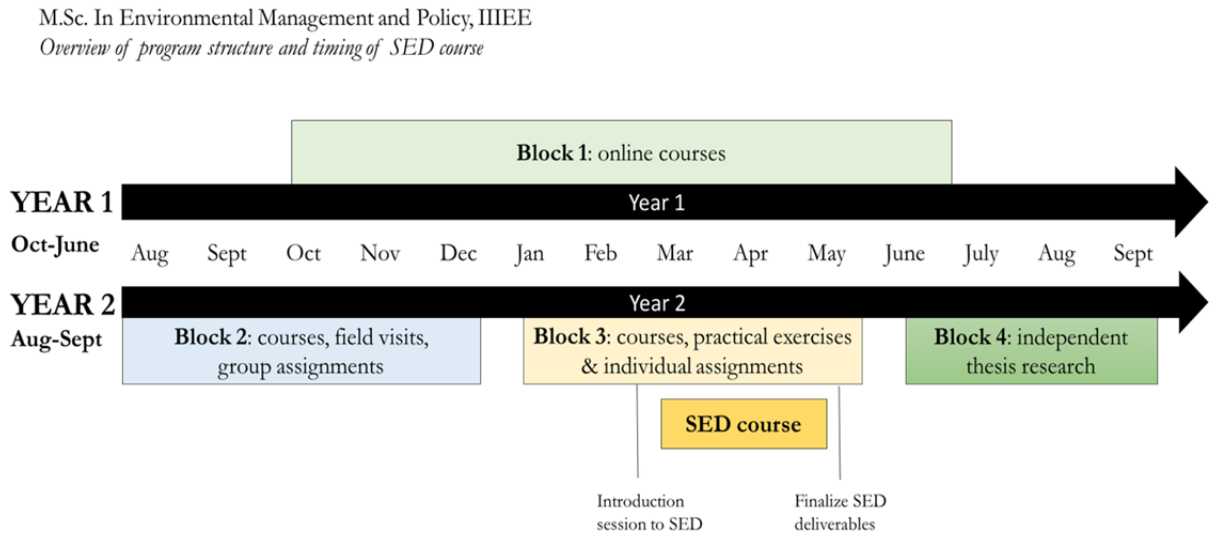 M.Sc. In Environmental Management and Policy, IIIEE
Overview of program structure and timing of SED course
Block 1: online courses
YEAR 1
Year 1
Oct-June
Aug Sept Oct Nov Dec Jan Feb Mar Apr May June July Aug Sept
YEAR 2
Year 2
Aug-Sept
Block 2: courses, field visits,
group assignments
Block 3: courses, practical exercises
& individual assignments
Block 4: independent
thesis research
SED course
Introduction
session to SED
Finalize SED
deliverables